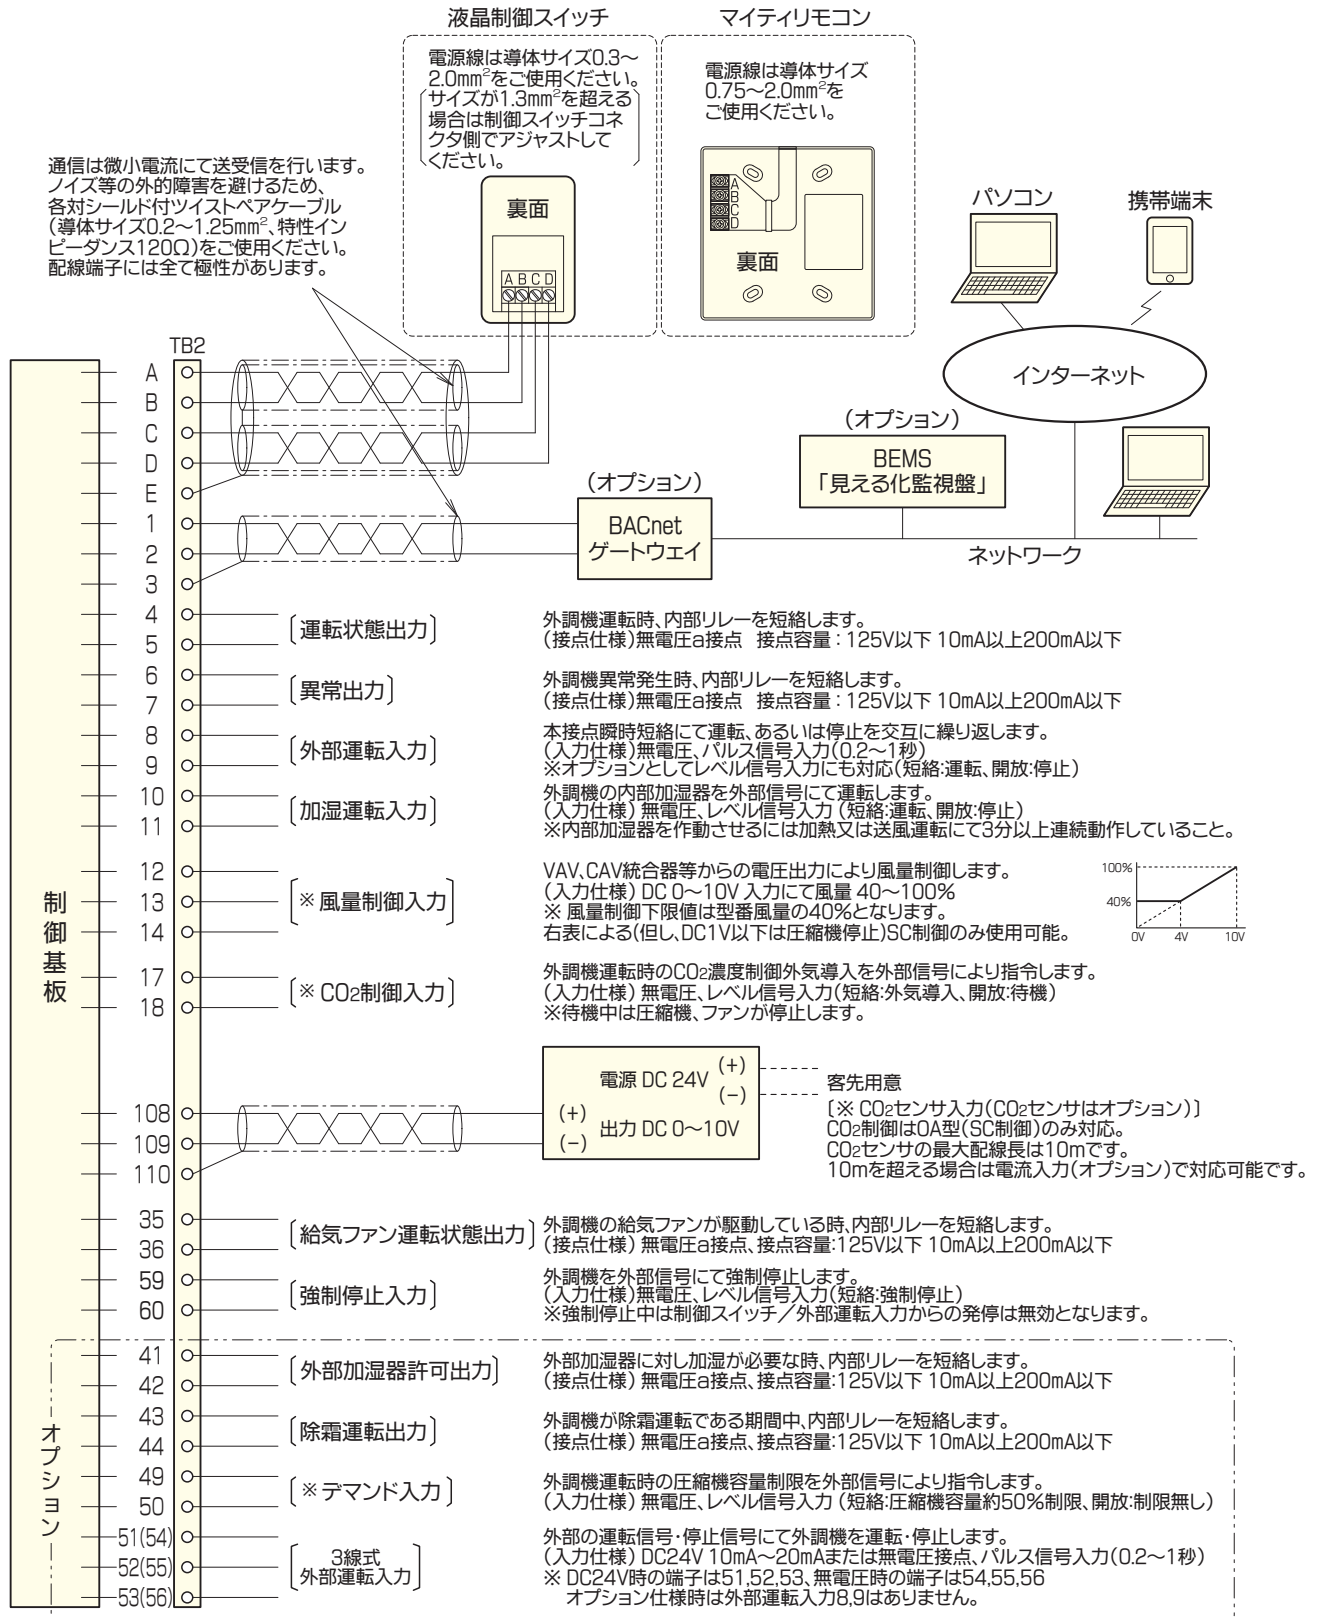 液晶制御スイッチ
電源線は導体サイズ0.3～
2.0mm²をご使用ください。
サイズが1.3mm²を超える
場合は制御スイッチコネ
クタ側でアジャストして
ください。
裏面
A B C D
マイティリモコン
電源線は導体サイズ
0.75～2.0mm²を
ご使用ください。
A
B
C
D
裏面
通信は微小電流にて送受信を行います。
ノイズ等の外的障害を避けるため、
各対シールド付ツイストペアケーブル
(導体サイズ0.2～1.25mm²、特性イン
ピーダンス120Ω)をご使用ください。
配線端子には全て極性があります。
パソコン
携帯端末
インターネット
(オプション)
BEMS
「見える化監視盤」
(オプション)
BACnet
ゲートウェイ
ネットワーク
制御基板
TB2
A
B
C
D
E
1
2
3
4
5
〔運転状態出力〕
外調機運転時、内部リレーを短絡します。
(接点仕様)無電圧a接点 接点容量：125V以下 10mA以上200mA以下
6
7
〔異常出力〕
外調機異常発生時、内部リレーを短絡します。
(接点仕様)無電圧a接点 接点容量：125V以下 10mA以上200mA以下
8
9
〔外部運転入力〕
本接点瞬時短絡にて運転、あるいは停止を交互に繰り返します。
(入力仕様)無電圧、パルス信号入力(0.2～1秒)
※オプションとしてレベル信号入力にも対応(短絡:運転、開放:停止)
10
11
〔加湿運転入力〕
外調機の内部加湿器を外部信号にて運転します。
(入力仕様) 無電圧、レベル信号入力 (短絡:運転、開放:停止)
※内部加湿器を作動させるには加熱又は送風運転にて3分以上連続動作していること。
12
13
14
〔※風量制御入力〕
VAV、CAV統合器等からの電圧出力により風量制御します。
(入力仕様) DC 0～10V 入力にて風量 40～100%
※ 風量制御下限値は型番風量の40%となります。
右表による(但し、DC1V以下は圧縮機停止)SC制御のみ使用可能。
100%
40%
0V 4V 10V
17
18
〔※ CO2制御入力〕
外調機運転時のCO2濃度制御外気導入を外部信号により指令します。
(入力仕様) 無電圧、レベル信号入力(短絡:外気導入、開放:待機)
※待機中は圧縮機、ファンが停止します。
108
109
110
電源 DC 24V (+)
(−)
(+)
(−)
出力 DC 0～10V
客先用意
〔※ CO2センサ入力(CO2センサはオプション)〕
CO2制御はOA型(SC制御)のみ対応。
CO2センサの最大配線長は10mです。
10mを超える場合は電流入力(オプション)で対応可能です。
35
36
〔給気ファン運転状態出力〕
外調機の給気ファンが駆動している時、内部リレーを短絡します。
(接点仕様) 無電圧a接点、接点容量:125V以下 10mA以上200mA以下
59
60
〔強制停止入力〕
外調機を外部信号にて強制停止します。
(入力仕様)無電圧、レベル信号入力(短絡:強制停止)
※強制停止中は制御スイッチ／外部運転入力からの発停は無効となります。
オプション
41
42
〔外部加湿器許可出力〕
外部加湿器に対し加湿が必要な時、内部リレーを短絡します。
(接点仕様) 無電圧a接点、接点容量:125V以下 10mA以上200mA以下
43
44
〔除霜運転出力〕
外調機が除霜運転である期間中、内部リレーを短絡します。
(接点仕様) 無電圧a接点、接点容量:125V以下 10mA以上200mA以下
49
50
〔※デマンド入力〕
外調機運転時の圧縮機容量制限を外部信号により指令します。
(入力仕様) 無電圧、レベル信号入力 (短絡:圧縮機容量約50%制限、開放:制限無し)
51(54)
52(55)
53(56)
3線式
外部運転入力
外部の運転信号・停止信号にて外調機を運転・停止します。
(入力仕様) DC24V 10mA～20mAまたは無電圧接点、パルス信号入力(0.2～1秒)
※ DC24V時の端子は51,52,53、無電圧時の端子は54,55,56
オプション仕様時は外部運転入力8,9はありません。